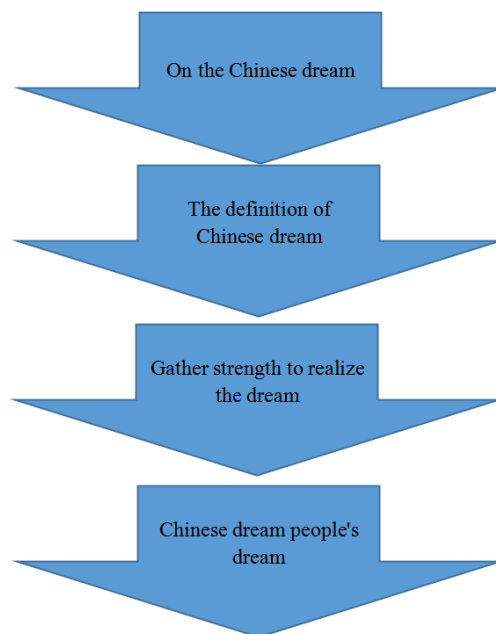 On the Chinese dream
The definition of
Chinese dream
Gather strength to realize
the dream
Chinese dream people's
dream